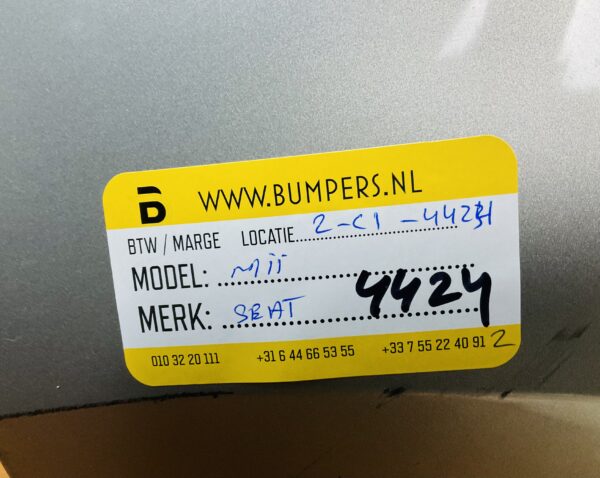 B WWW.BUMPERS.NL
BTW / MARGE LOCATIE 2-C1-4424
MODEL: Mii
MERK: SEAT 4424
010 32 20 111 +31 6 44 66 53 55 +33 7 55 22 40 91 2